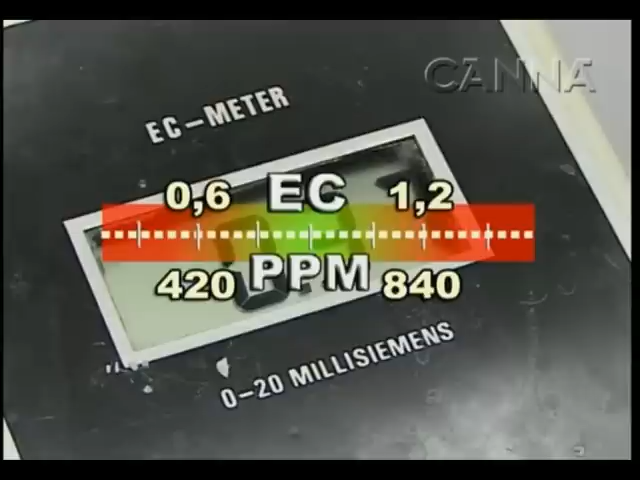 CANNA
EC-METER
0,6 EC 1,2
420 PPM 840
0-20 MILLISIEMENS